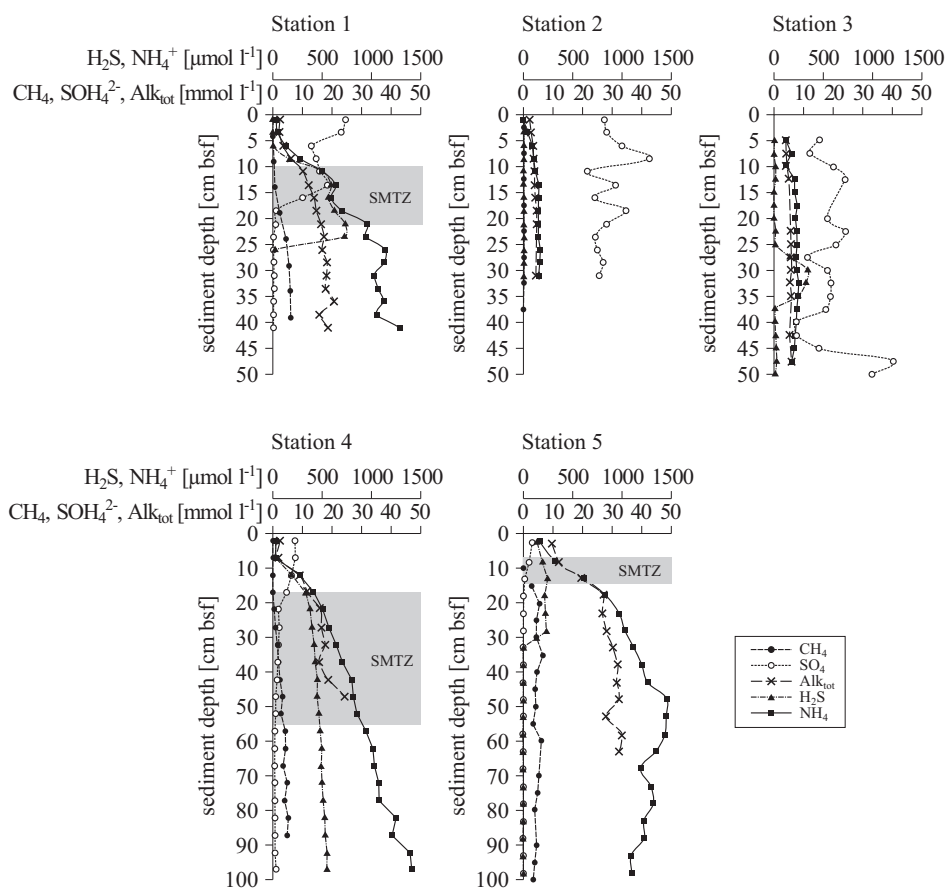 Station 1 Station 2 Station 3
H₂S, NH₄⁺ [µmol l⁻¹] 0 500 1000 1500 0 500 1000 1500 0 500 1000 1500
CH₄, SOH₄²⁻, Alktot [mmol l⁻¹] 0 10 20 30 40 50 0 10 20 30 40 50 0 10 20 30 40 50
sediment depth [cm bsf] sediment depth [cm bsf] sediment depth [cm bsf]
0 0 0
5 5 5
10 10 10
15 15 15
SMTZ
20 20 20
25 25 25
30 30 30
35 35 35
40 40 40
45 45 45
50 50 50
Station 4 Station 5
H₂S, NH₄⁺ [µmol l⁻¹] 0 500 1000 1500 0 500 1000 1500
CH₄, SOH₄²⁻, Alktot [mmol l⁻¹] 0 10 20 30 40 50 0 10 20 30 40 50
sediment depth [cm bsf] sediment depth [cm bsf]
0 0
10 10
SMTZ
20 20
30 30
SMTZ
40 40
50 50
60 60
70 70
80 80
90 90
100 100
CH₄
SO₄
Alktot
H₂S
NH₄